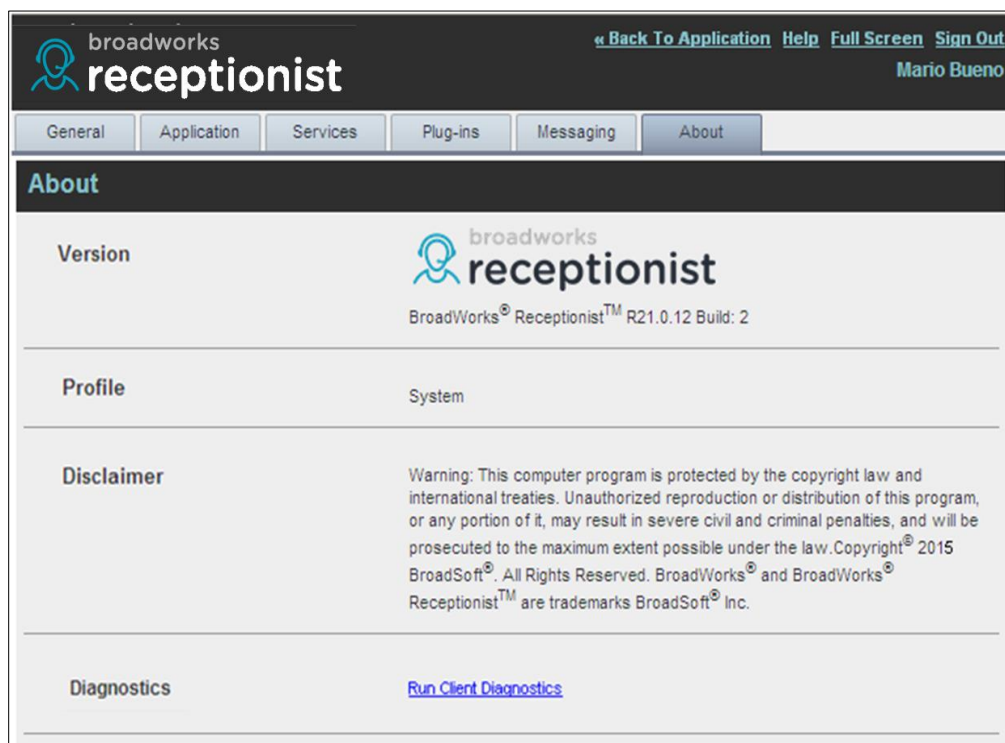 broadworks
receptionist
« Back To Application Help Full Screen Sign Out
Mario Bueno
General Application Services Plug-ins Messaging About
About
Version
broadworks
receptionist
BroadWorks® Receptionist™ R21.0.12 Build: 2
Profile
System
Disclaimer
Warning: This computer program is protected by the copyright law and
international treaties. Unauthorized reproduction or distribution of this program,
or any portion of it, may result in severe civil and criminal penalties, and will be
prosecuted to the maximum extent possible under the law.Copyright® 2015
BroadSoft®. All Rights Reserved. BroadWorks® and BroadWorks®
Receptionist™ are trademarks BroadSoft® Inc.
Diagnostics
Run Client Diagnostics